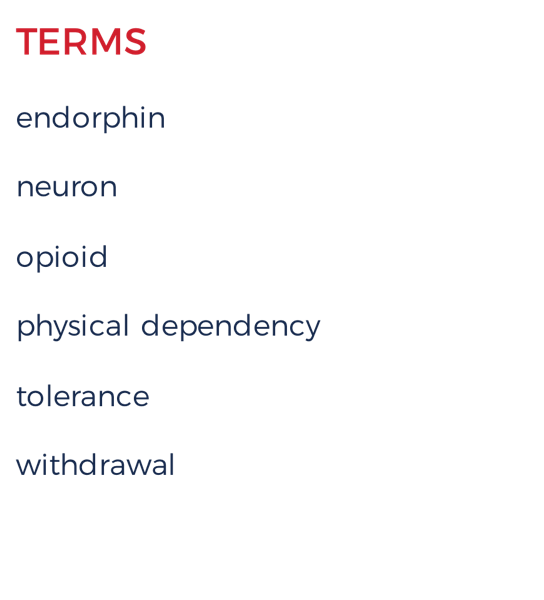 TERMS
endorphin
neuron
opioid
physical dependency
tolerance
withdrawal